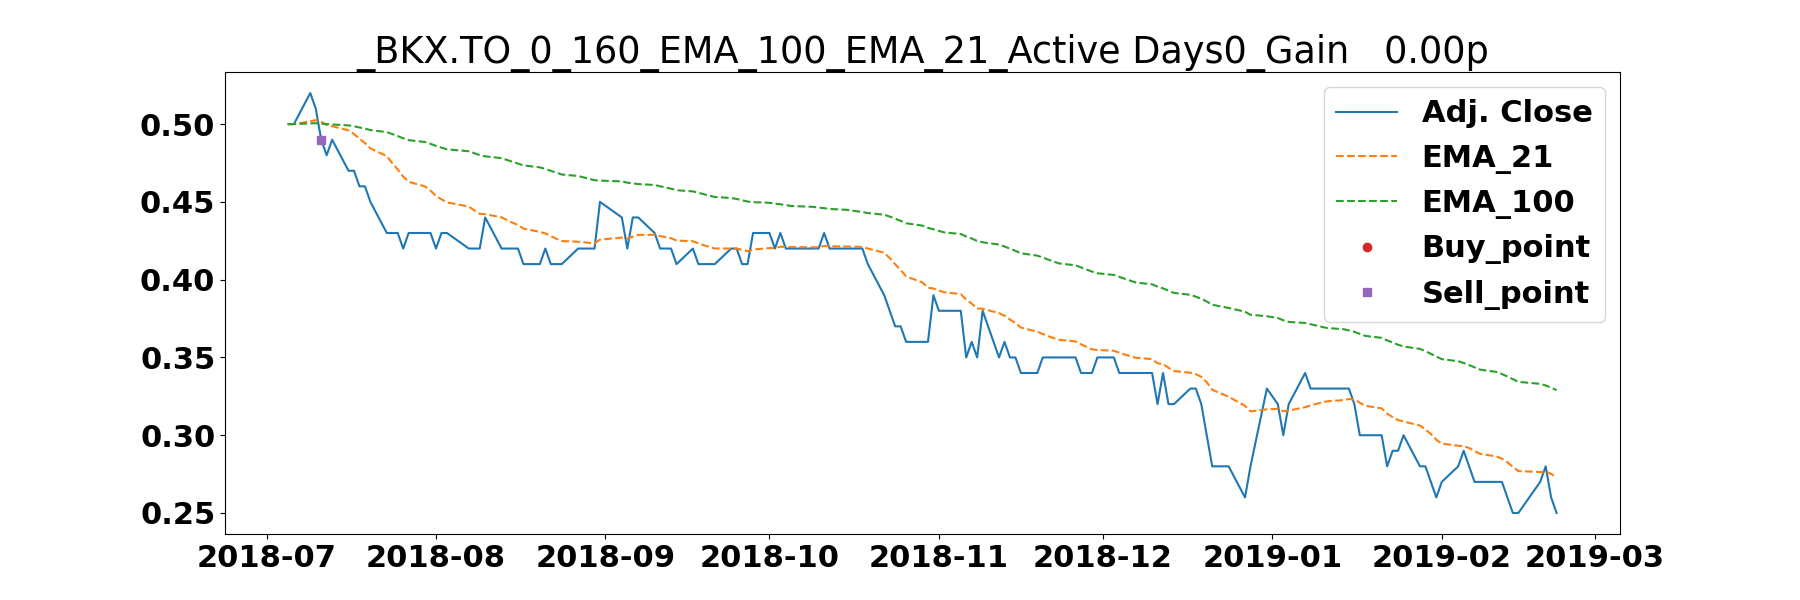 _BKX.TO_0_160_EMA_100_EMA_21_Active Days0_Gain   0.00p
0.50
0.45
0.40
0.35
0.30
0.25
Adj. Close
EMA_21
EMA_100
Buy_point
Sell_point
2018-07 2018-08 2018-09 2018-10 2018-11 2018-12 2019-01 2019-02 2019-03